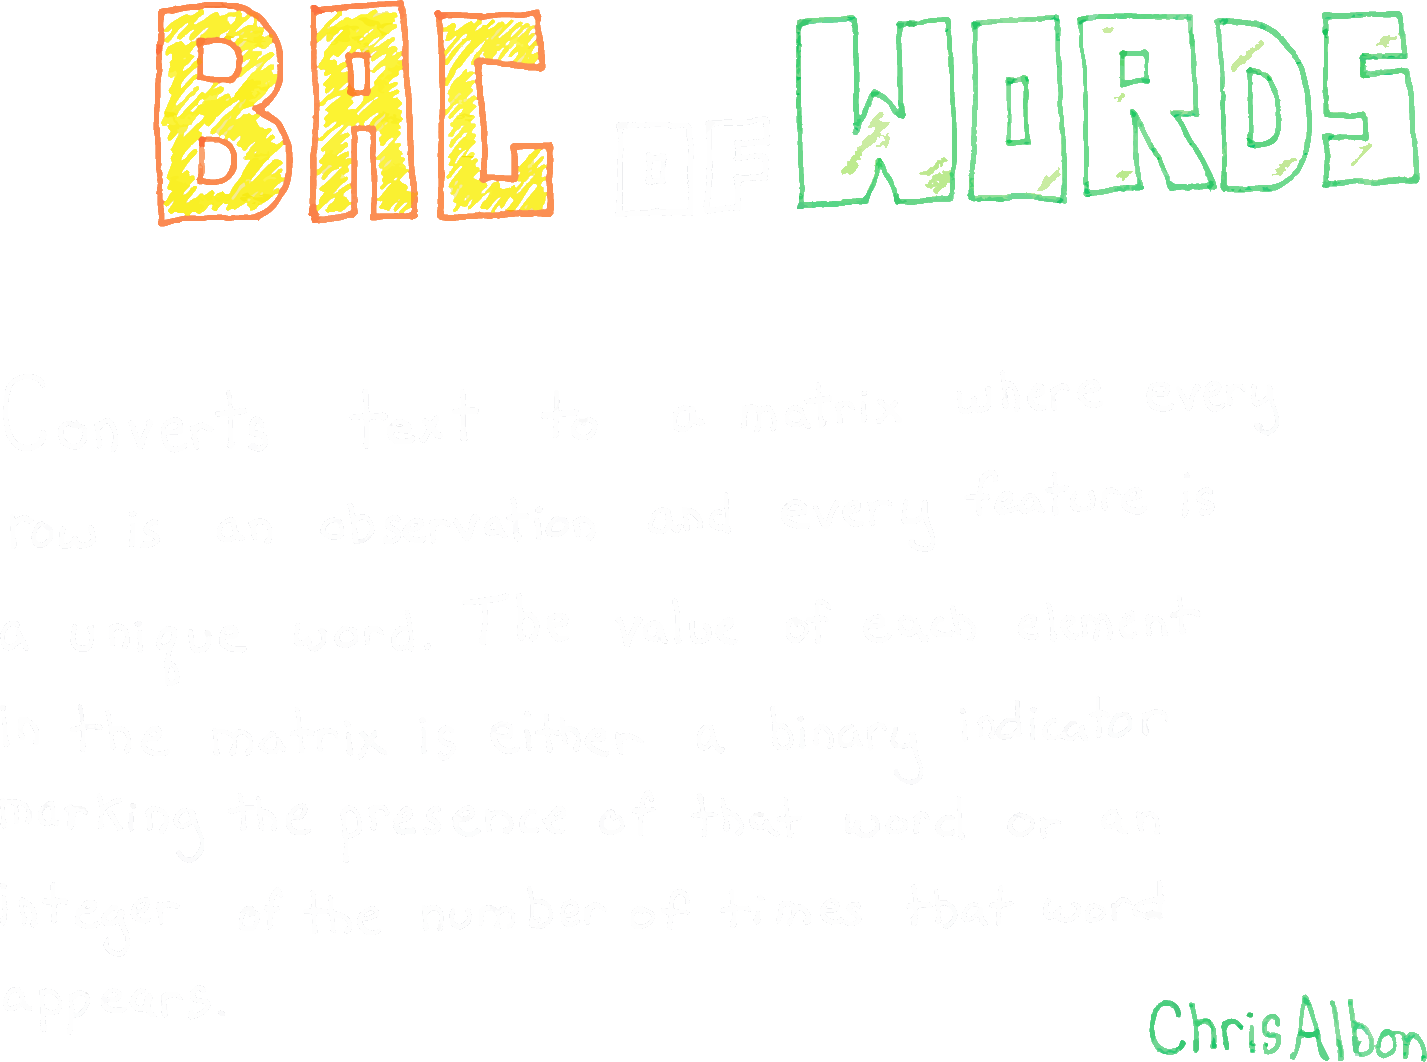 BAG OF WORDS
Converts text to a matrix where every
row is an observation and every feature is
a unique word. The value of each element
in the matrix is either a binary indicator
marking the presence of that word or an
integer of the number of times that word
appears.
Chris Albon